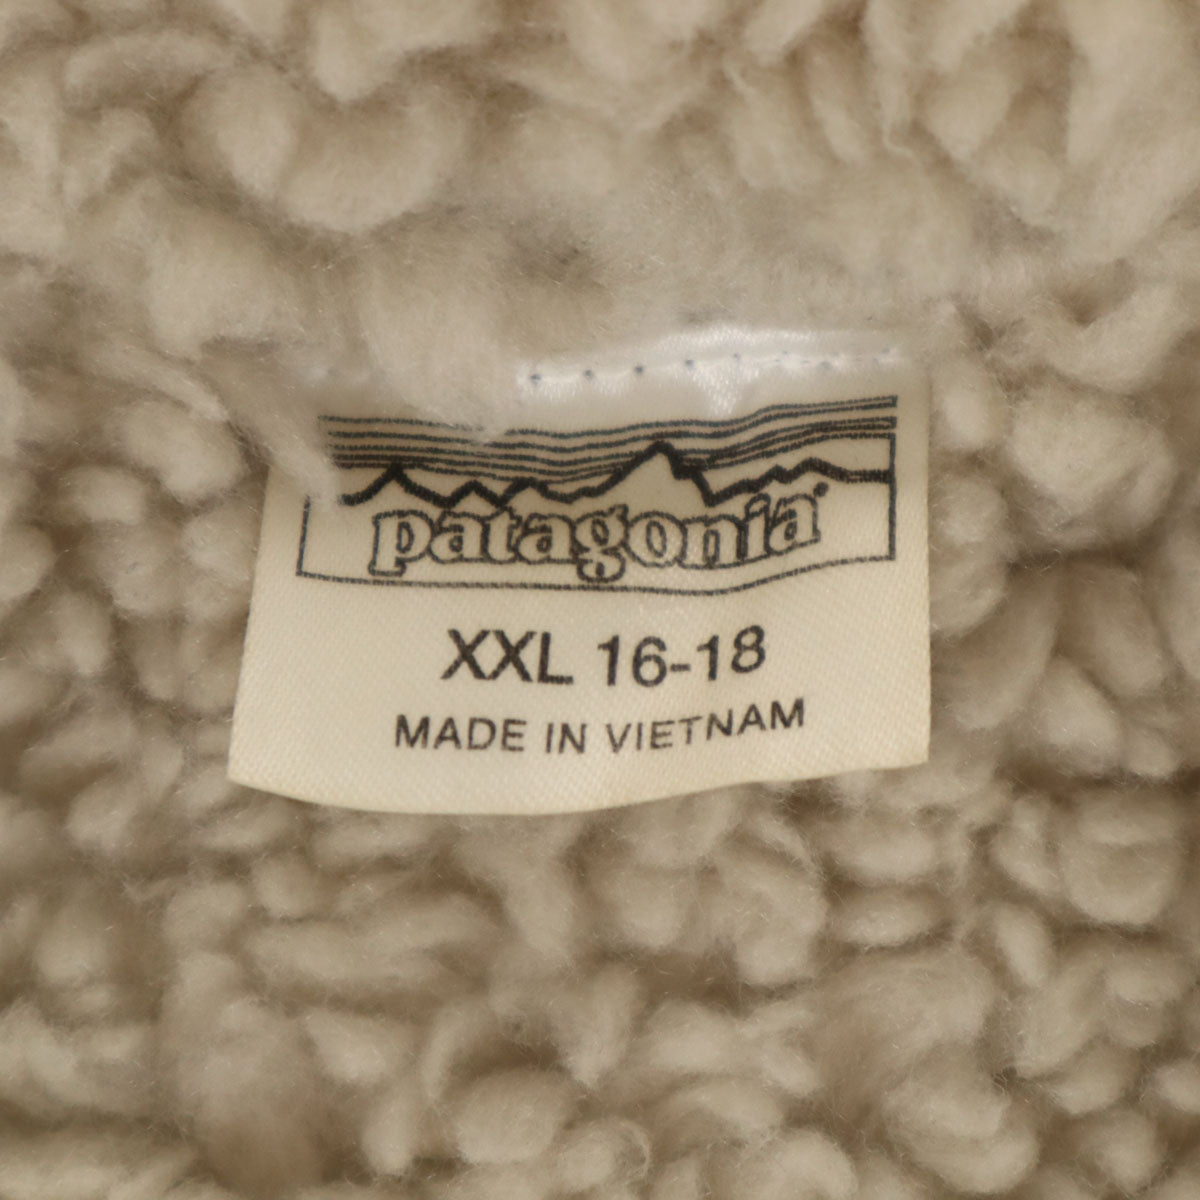 patagonia®
XXL 16-18
MADE IN VIETNAM